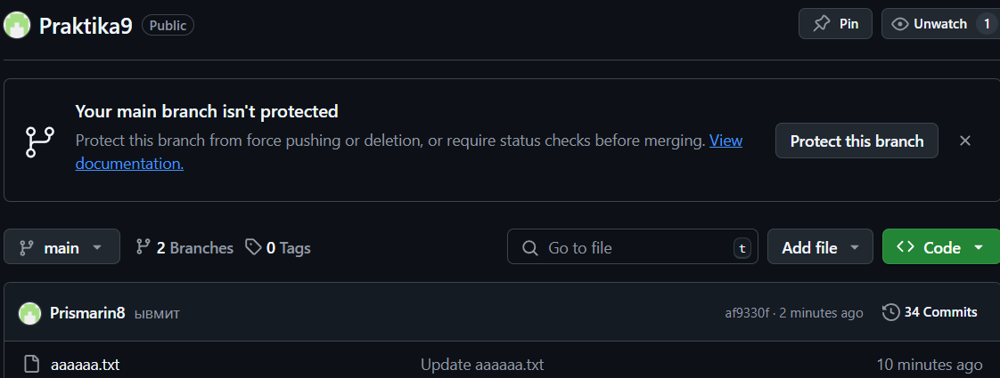 Praktika9 Public Pin Unwatch 1
Your main branch isn't protected
Protect this branch from force pushing or deletion, or require status checks before merging. View
documentation.
Protect this branch
main 2 Branches 0 Tags Go to file t Add file Code
Prismarin8 ывмит af9330f · 2 minutes ago 34 Commits
aaaaaa.txt Update aaaaaa.txt 10 minutes ago